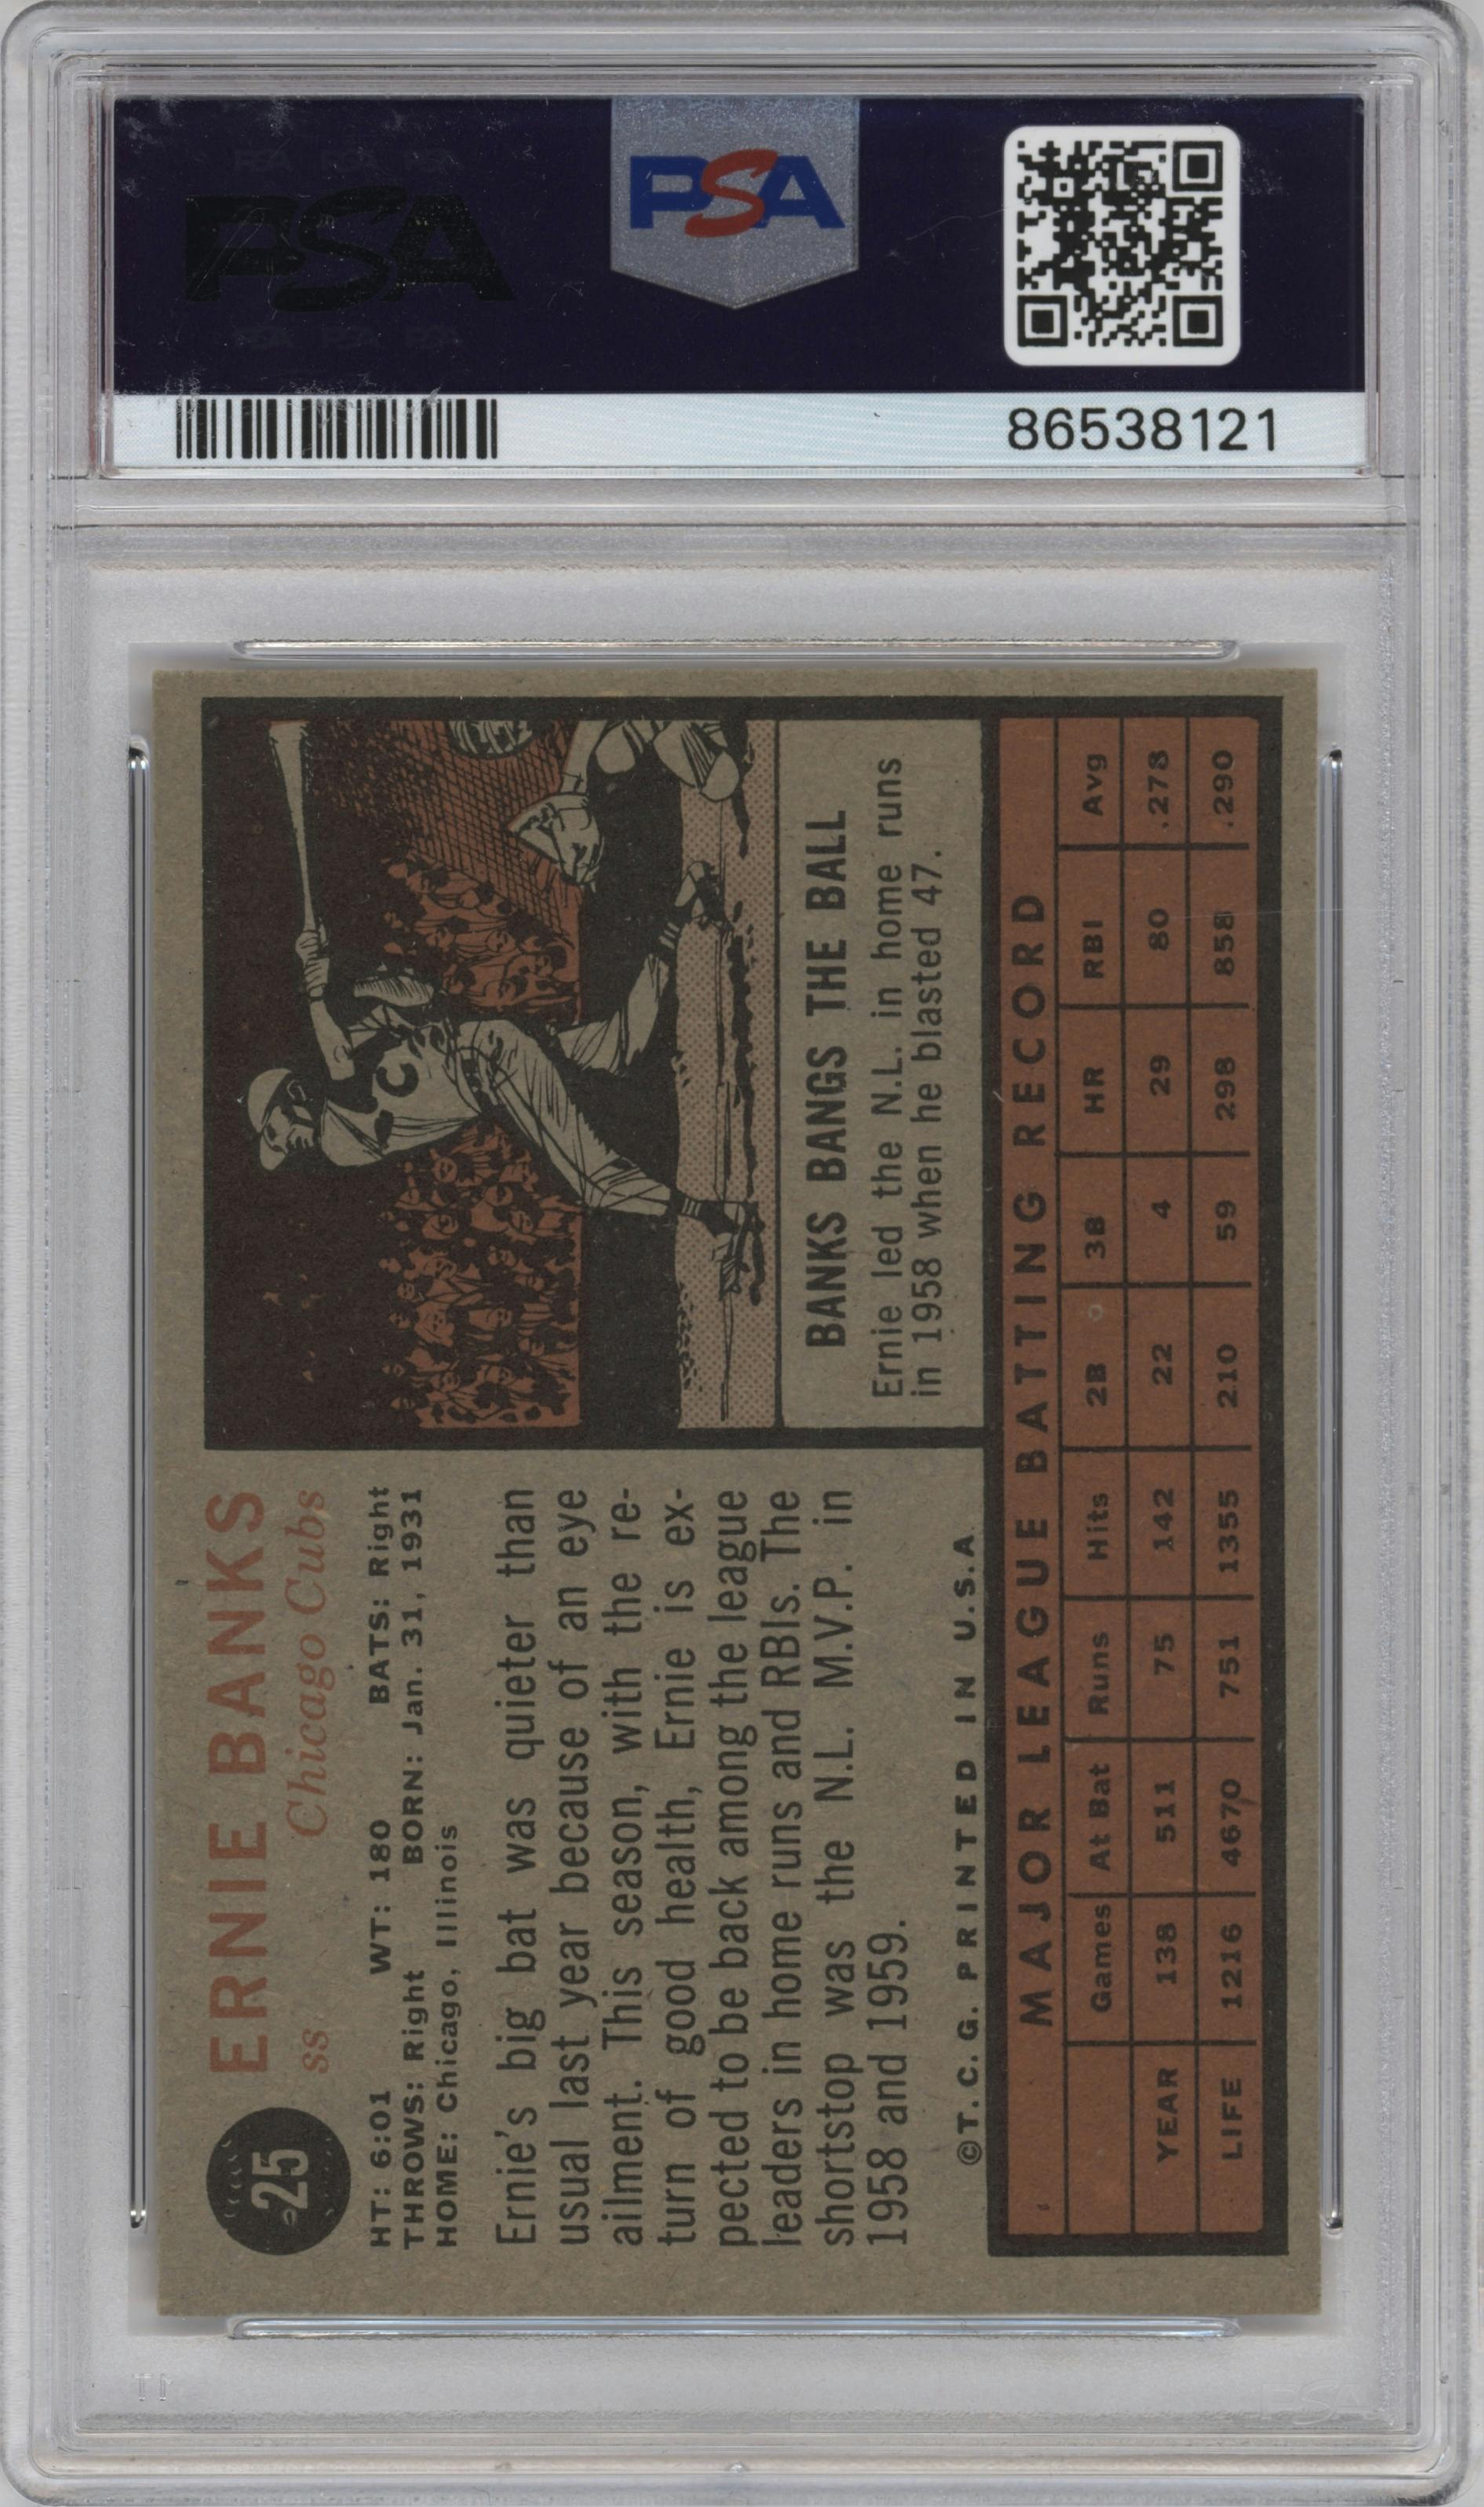 PSA
PSA
86538121
25
ERNIE BANKS
ss Chicago Cubs
HT: 6:01 WT: 180 BATS: Right
THROWS: Right BORN: Jan. 31, 1931
HOME: Chicago, Illinois
Ernie's big bat was quieter than
usual last year because of an eye
ailment. This season, with the re-
turn of good health, Ernie is ex-
pected to be back among the league
leaders in home runs and RBIs. The
shortstop was the N.L. M.V.P. in
1958 and 1959.
©T.C.G. PRINTED IN U.S.A.
C
BANKS BANGS THE BALL
Ernie led the N.L. in home runs
in 1958 when he blasted 47.
MAJOR LEAGUE BATTING RECORD
Games At Bat Runs Hits 2B 3B HR RBI Avg
YEAR 138 511 75 142 22 4 29 80 .278
LIFE 1216 4670 751 1355 210 59 298 858 .290
PSA